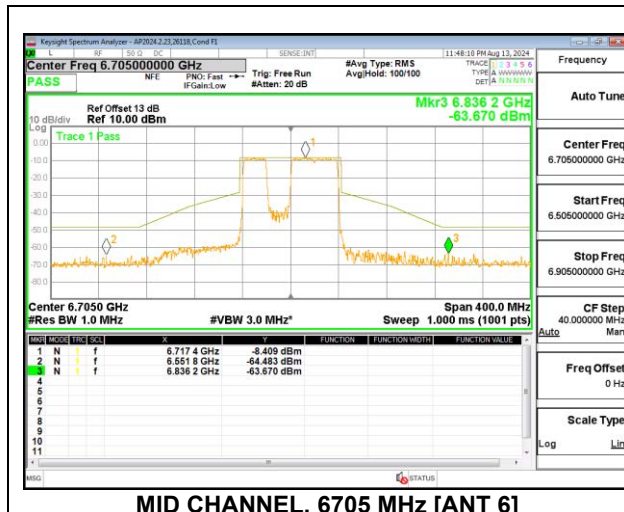 Keysight Spectrum Analyzer - AP2024.2.23,26118,Cond F1
L RF 50 Ω DC SENSE:INT 11:48:10 PM Aug 13, 2024
Center Freq 6.705000000 GHz #Avg Type: RMS TRACE 1 2 3 4 5 6
PASS NFE PNO: Fast Trig: Free Run Avg|Hold: 100/100 TYPE A WWWWW
IFGain:Low #Atten: 20 dB DET A N N N N N
Frequency
Auto Tune
Center Freq
6.705000000 GHz
Start Freq
6.505000000 GHz
Stop Freq
6.905000000 GHz
CF Step
40.000000 MHz
Auto Man
Freq Offset
0 Hz
Scale Type
Log Lin
Ref Offset 13 dB Mkr3 6.836 2 GHz
10 dB/div Ref 10.00 dBm -63.670 dBm
Log
Trace 1 Pass
0.00
-10.0
-20.0
-30.0
-40.0
-50.0
-60.0
-70.0
-80.0
1
2
3
Center 6.7050 GHz Span 400.0 MHz
#Res BW 1.0 MHz #VBW 3.0 MHz* Sweep 1.000 ms (1001 pts)
MKR MODE TRC SCL X Y FUNCTION FUNCTION WIDTH FUNCTION VALUE
1 N 1 f 6.717 4 GHz -8.409 dBm
2 N 1 f 6.551 8 GHz -64.483 dBm
3 N 1 f 6.836 2 GHz -63.670 dBm
4
5
6
7
8
9
10
11
MSG STATUS
MID CHANNEL, 6705 MHz [ANT 6]